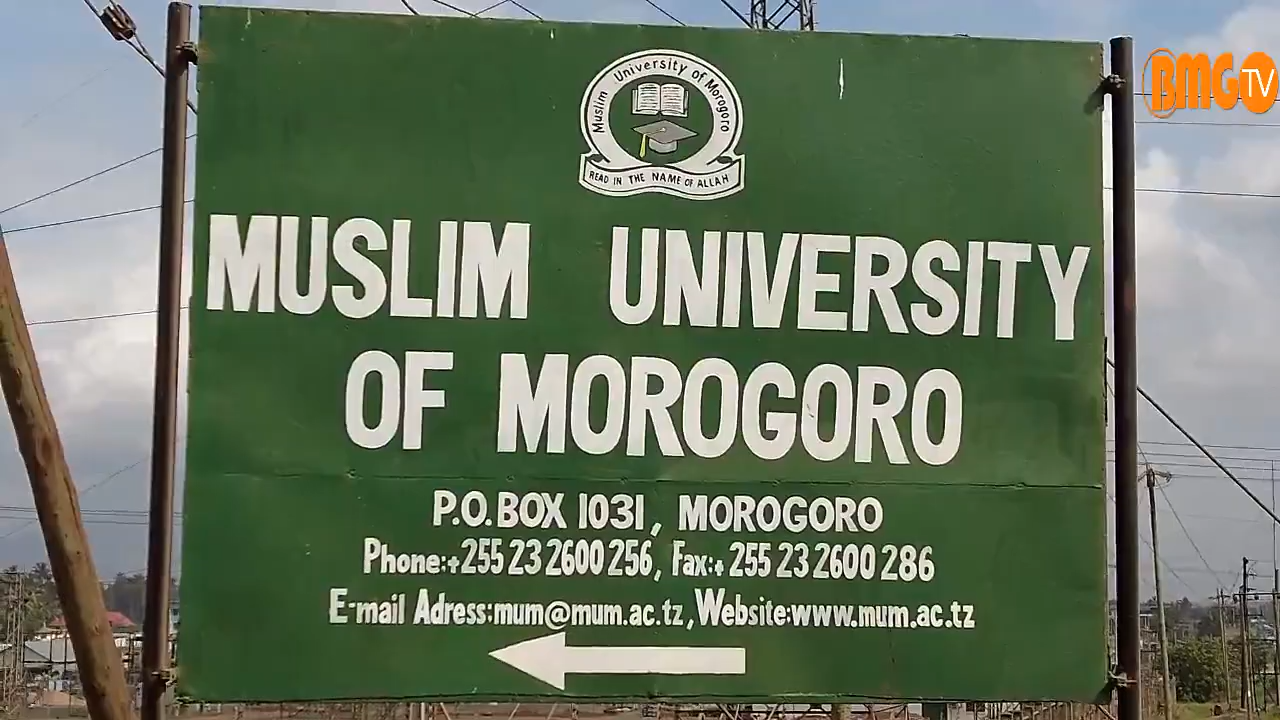 BMG TV
Muslim University of Morogoro
READ IN THE NAME OF ALLAH
MUSLIM UNIVERSITY
OF MOROGORO
P.O. BOX 1031, MOROGORO
Phone:+255 23 2600 256, Fax:+255 23 2600 286
E-mail Adress:mum@mum.ac.tz, Website:www.mum.ac.tz